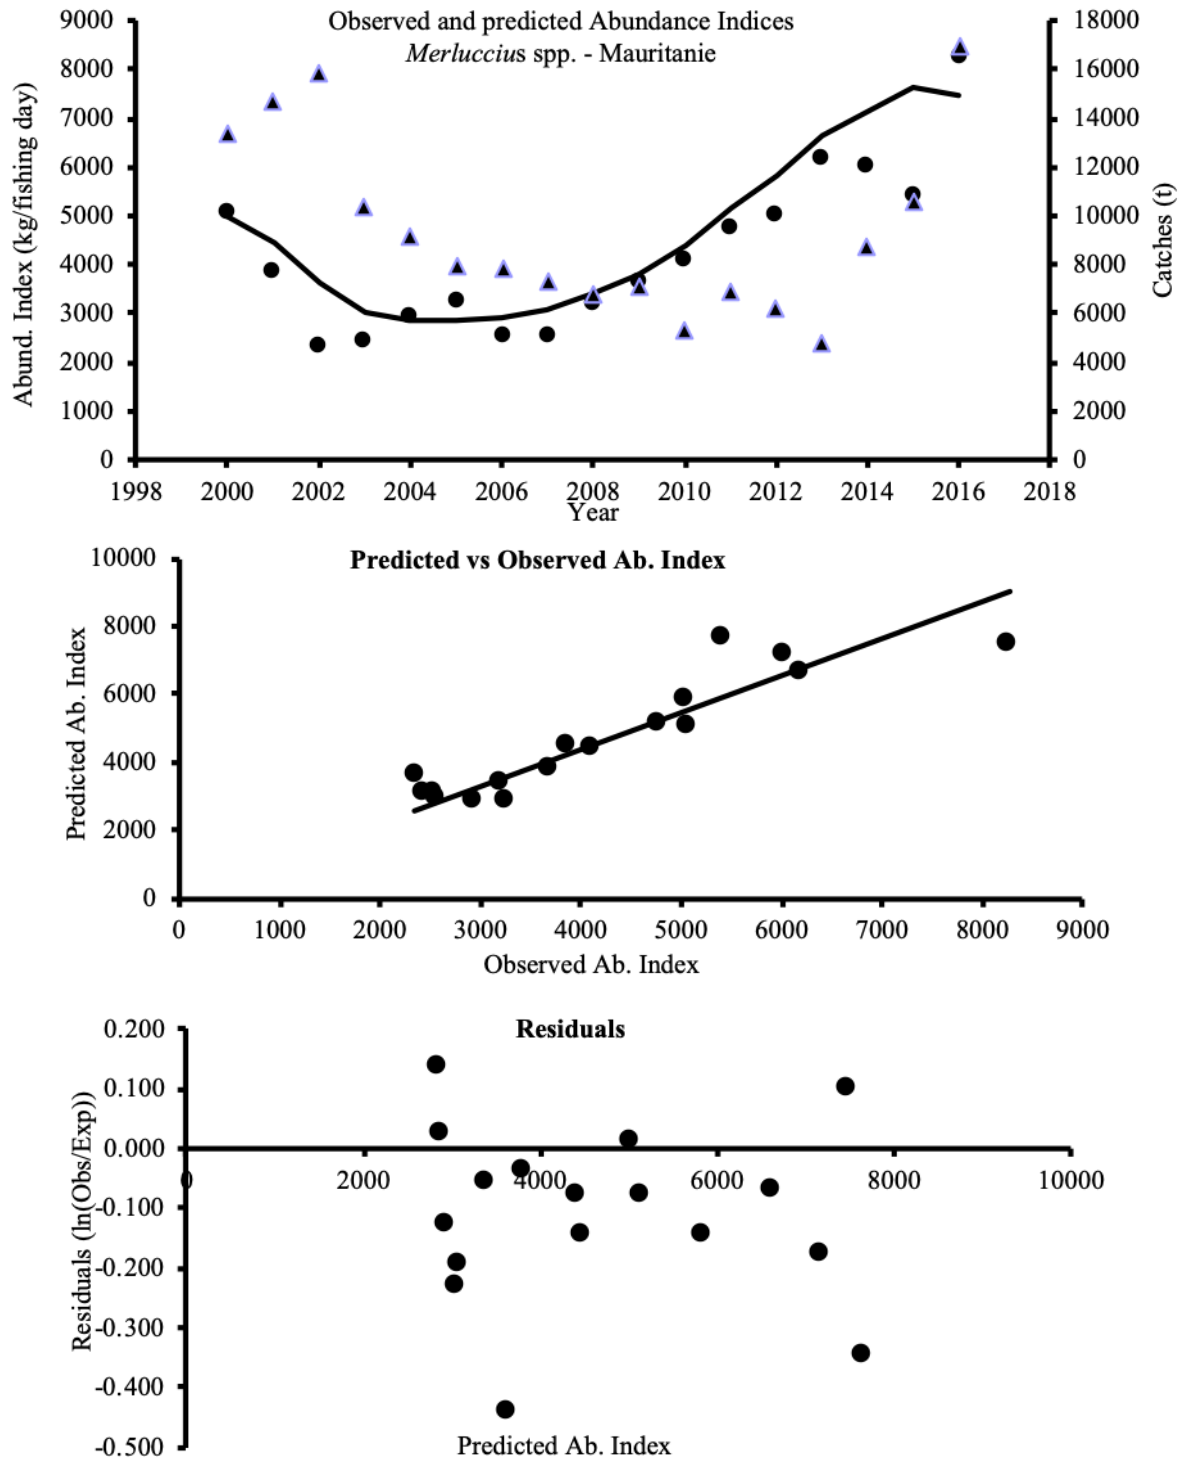 Observed and predicted Abundance Indices
Merluccius spp. - Mauritanie
Abund. Index (kg/fishing day)
9000
8000
7000
6000
5000
4000
3000
2000
1000
0
18000
16000
14000
12000
10000
8000
6000
4000
2000
0
Catches (t)
1998 2000 2002 2004 2006 2008 2010 2012 2014 2016 2018
Year
Predicted vs Observed Ab. Index
Predicted Ab. Index
10000
8000
6000
4000
2000
0
0 1000 2000 3000 4000 5000 6000 7000 8000 9000
Observed Ab. Index
Residuals
Residuals (ln(Obs/Exp))
0.200
0.100
0.000
-0.100
-0.200
-0.300
-0.400
-0.500
0 2000 4000 6000 8000 10000
Predicted Ab. Index